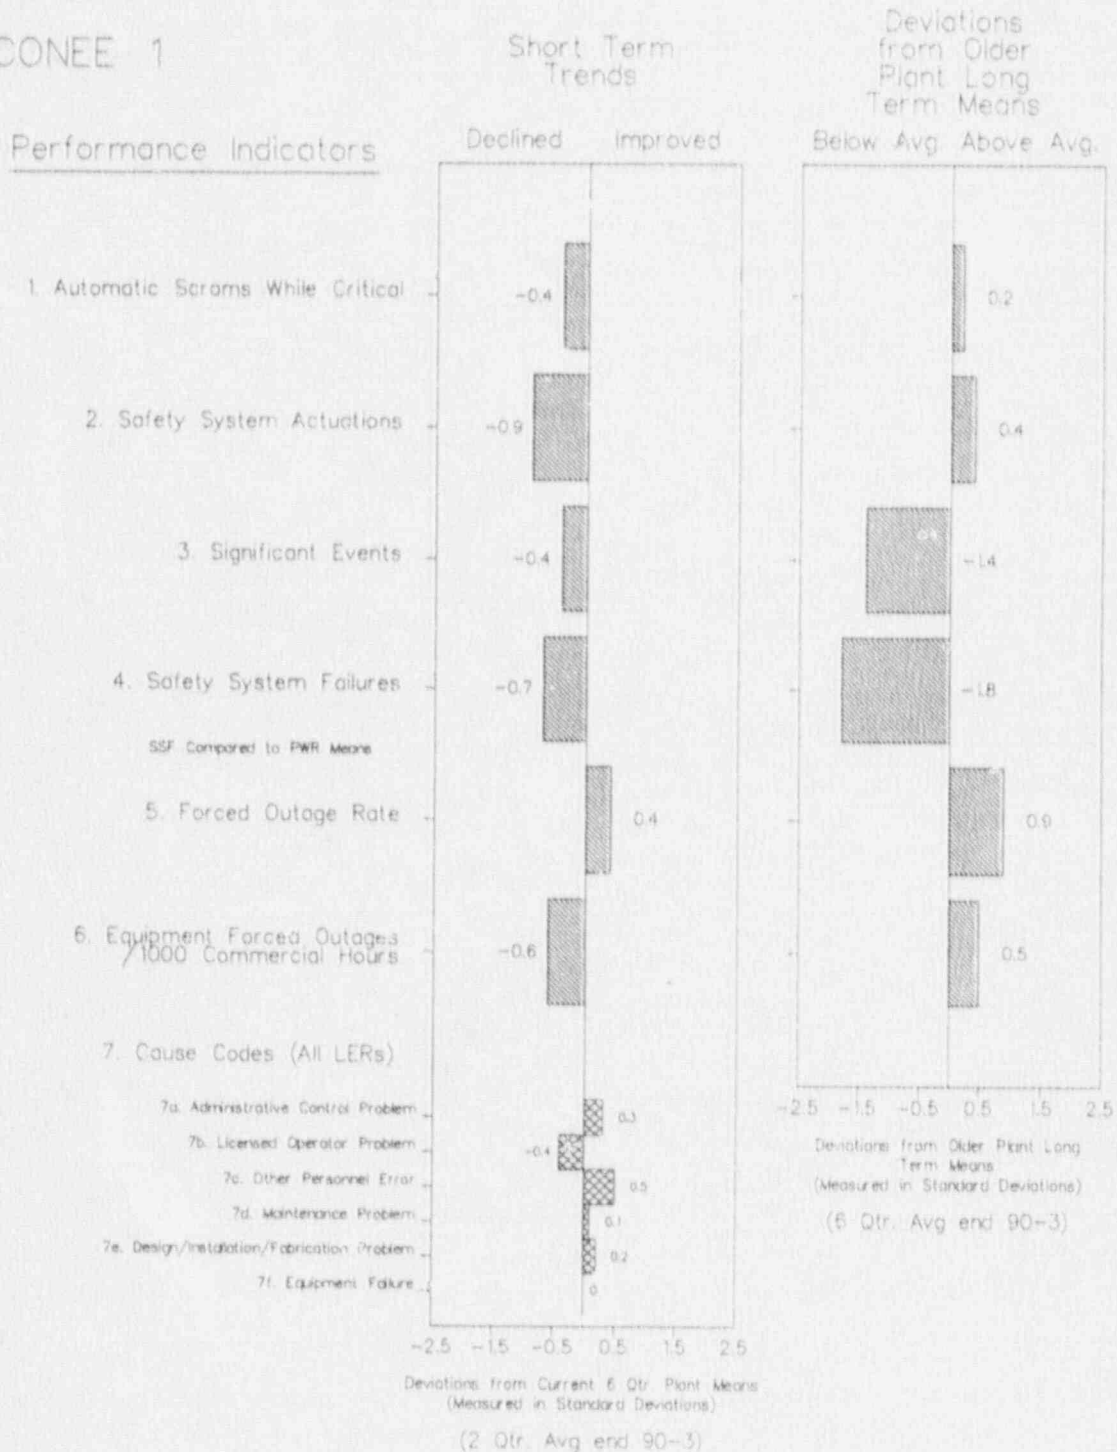 CONEE 1
Short Term
Trends
Deviations
from Older
Plant Long
Term Means
Performance Indicators
Declined Improved
Below Avg. Above Avg.
1. Automatic Scrams While Critical
-0.4
0.2
2. Safety System Actuations
-0.9
0.4
3. Significant Events
-0.4
-1.4
4. Safety System Failures
-0.7
-1.8
SSF Compared to PWR Means
5. Forced Outage Rate
0.4
0.9
6. Equipment Forced Outages
/1000 Commercial Hours
-0.6
0.5
7. Cause Codes (All LERs)
7a. Administrative Control Problem
0.3
7b. Licensed Operator Problem
-0.4
7c. Other Personnel Error
0.5
7d. Maintenance Problem
0.1
7e. Design/Installation/Fabrication Problem
0.2
7f. Equipment Failure
0
-2.5 -1.5 -0.5 0.5 1.5 2.5
Deviations from Current 6 Qtr. Plant Means
(Measured in Standard Deviations)
(2 Qtr. Avg end 90-3)
-2.5 -1.5 -0.5 0.5 1.5 2.5
Deviations from Older Plant Long
Term Means
(Measured in Standard Deviations)
(6 Qtr. Avg end 90-3)